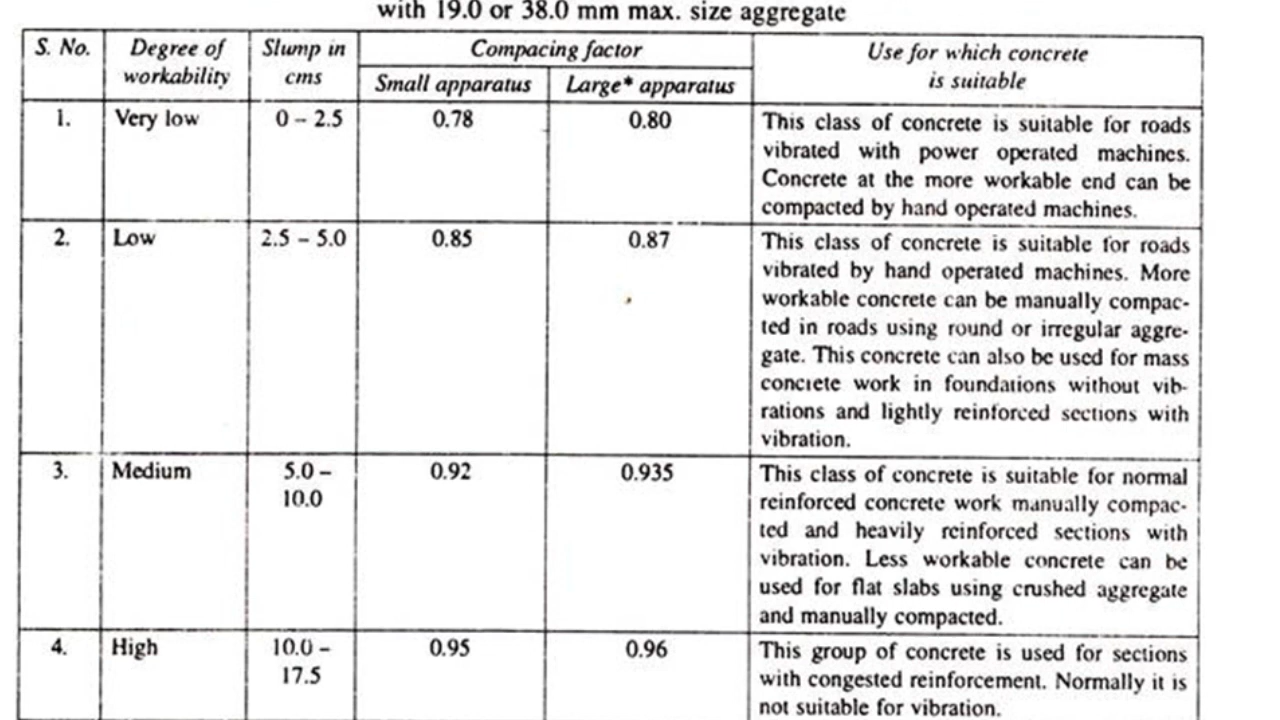 with 19.0 or 38.0 mm max. size aggregate
S. No.
Degree of
workability
Slump in
cms
Compacing factor
Small apparatus
Large* apparatus
Use for which concrete
is suitable
1.
Very low
0 – 2.5
0.78
0.80
This class of concrete is suitable for roads
vibrated with power operated machines.
Concrete at the more workable end can be
compacted by hand operated machines.
2.
Low
2.5 – 5.0
0.85
0.87
This class of concrete is suitable for roads
vibrated by hand operated machines. More
workable concrete can be manually compac-
ted in roads using round or irregular aggre-
gate. This concrete can also be used for mass
concrete work in foundations without vib-
rations and lightly reinforced sections with
vibration.
3.
Medium
5.0 –
10.0
0.92
0.935
This class of concrete is suitable for normal
reinforced concrete work manually compac-
ted and heavily reinforced sections with
vibration. Less workable concrete can be
used for flat slabs using crushed aggregate
and manually compacted.
4.
High
10.0 –
17.5
0.95
0.96
This group of concrete is used for sections
with congested reinforcement. Normally it is
not suitable for vibration.